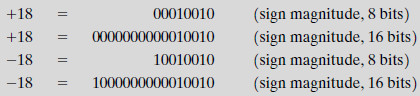 +18 = 00010010 (sign magnitude, 8 bits)
+18 = 0000000000010010 (sign magnitude, 16 bits)
−18 = 10010010 (sign magnitude, 8 bits)
−18 = 1000000000010010 (sign magnitude, 16 bits)